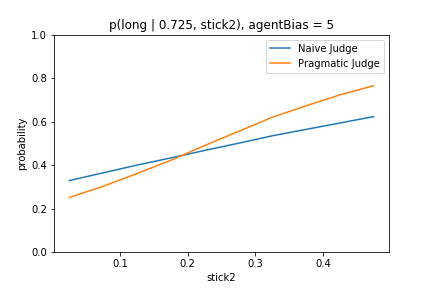 p(long | 0.725, stick2), agentBias = 5
Naive Judge
Pragmatic Judge
probability
1.0
0.8
0.6
0.4
0.2
0.0
0.1
0.2
0.3
0.4
stick2